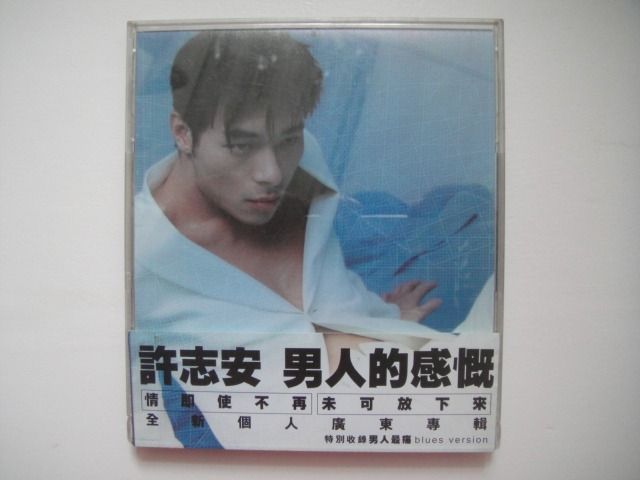 許志安 男人的感慨
情即使不再 未可放下來
全新個人廣東專輯
特別收錄男人最痛 blues version